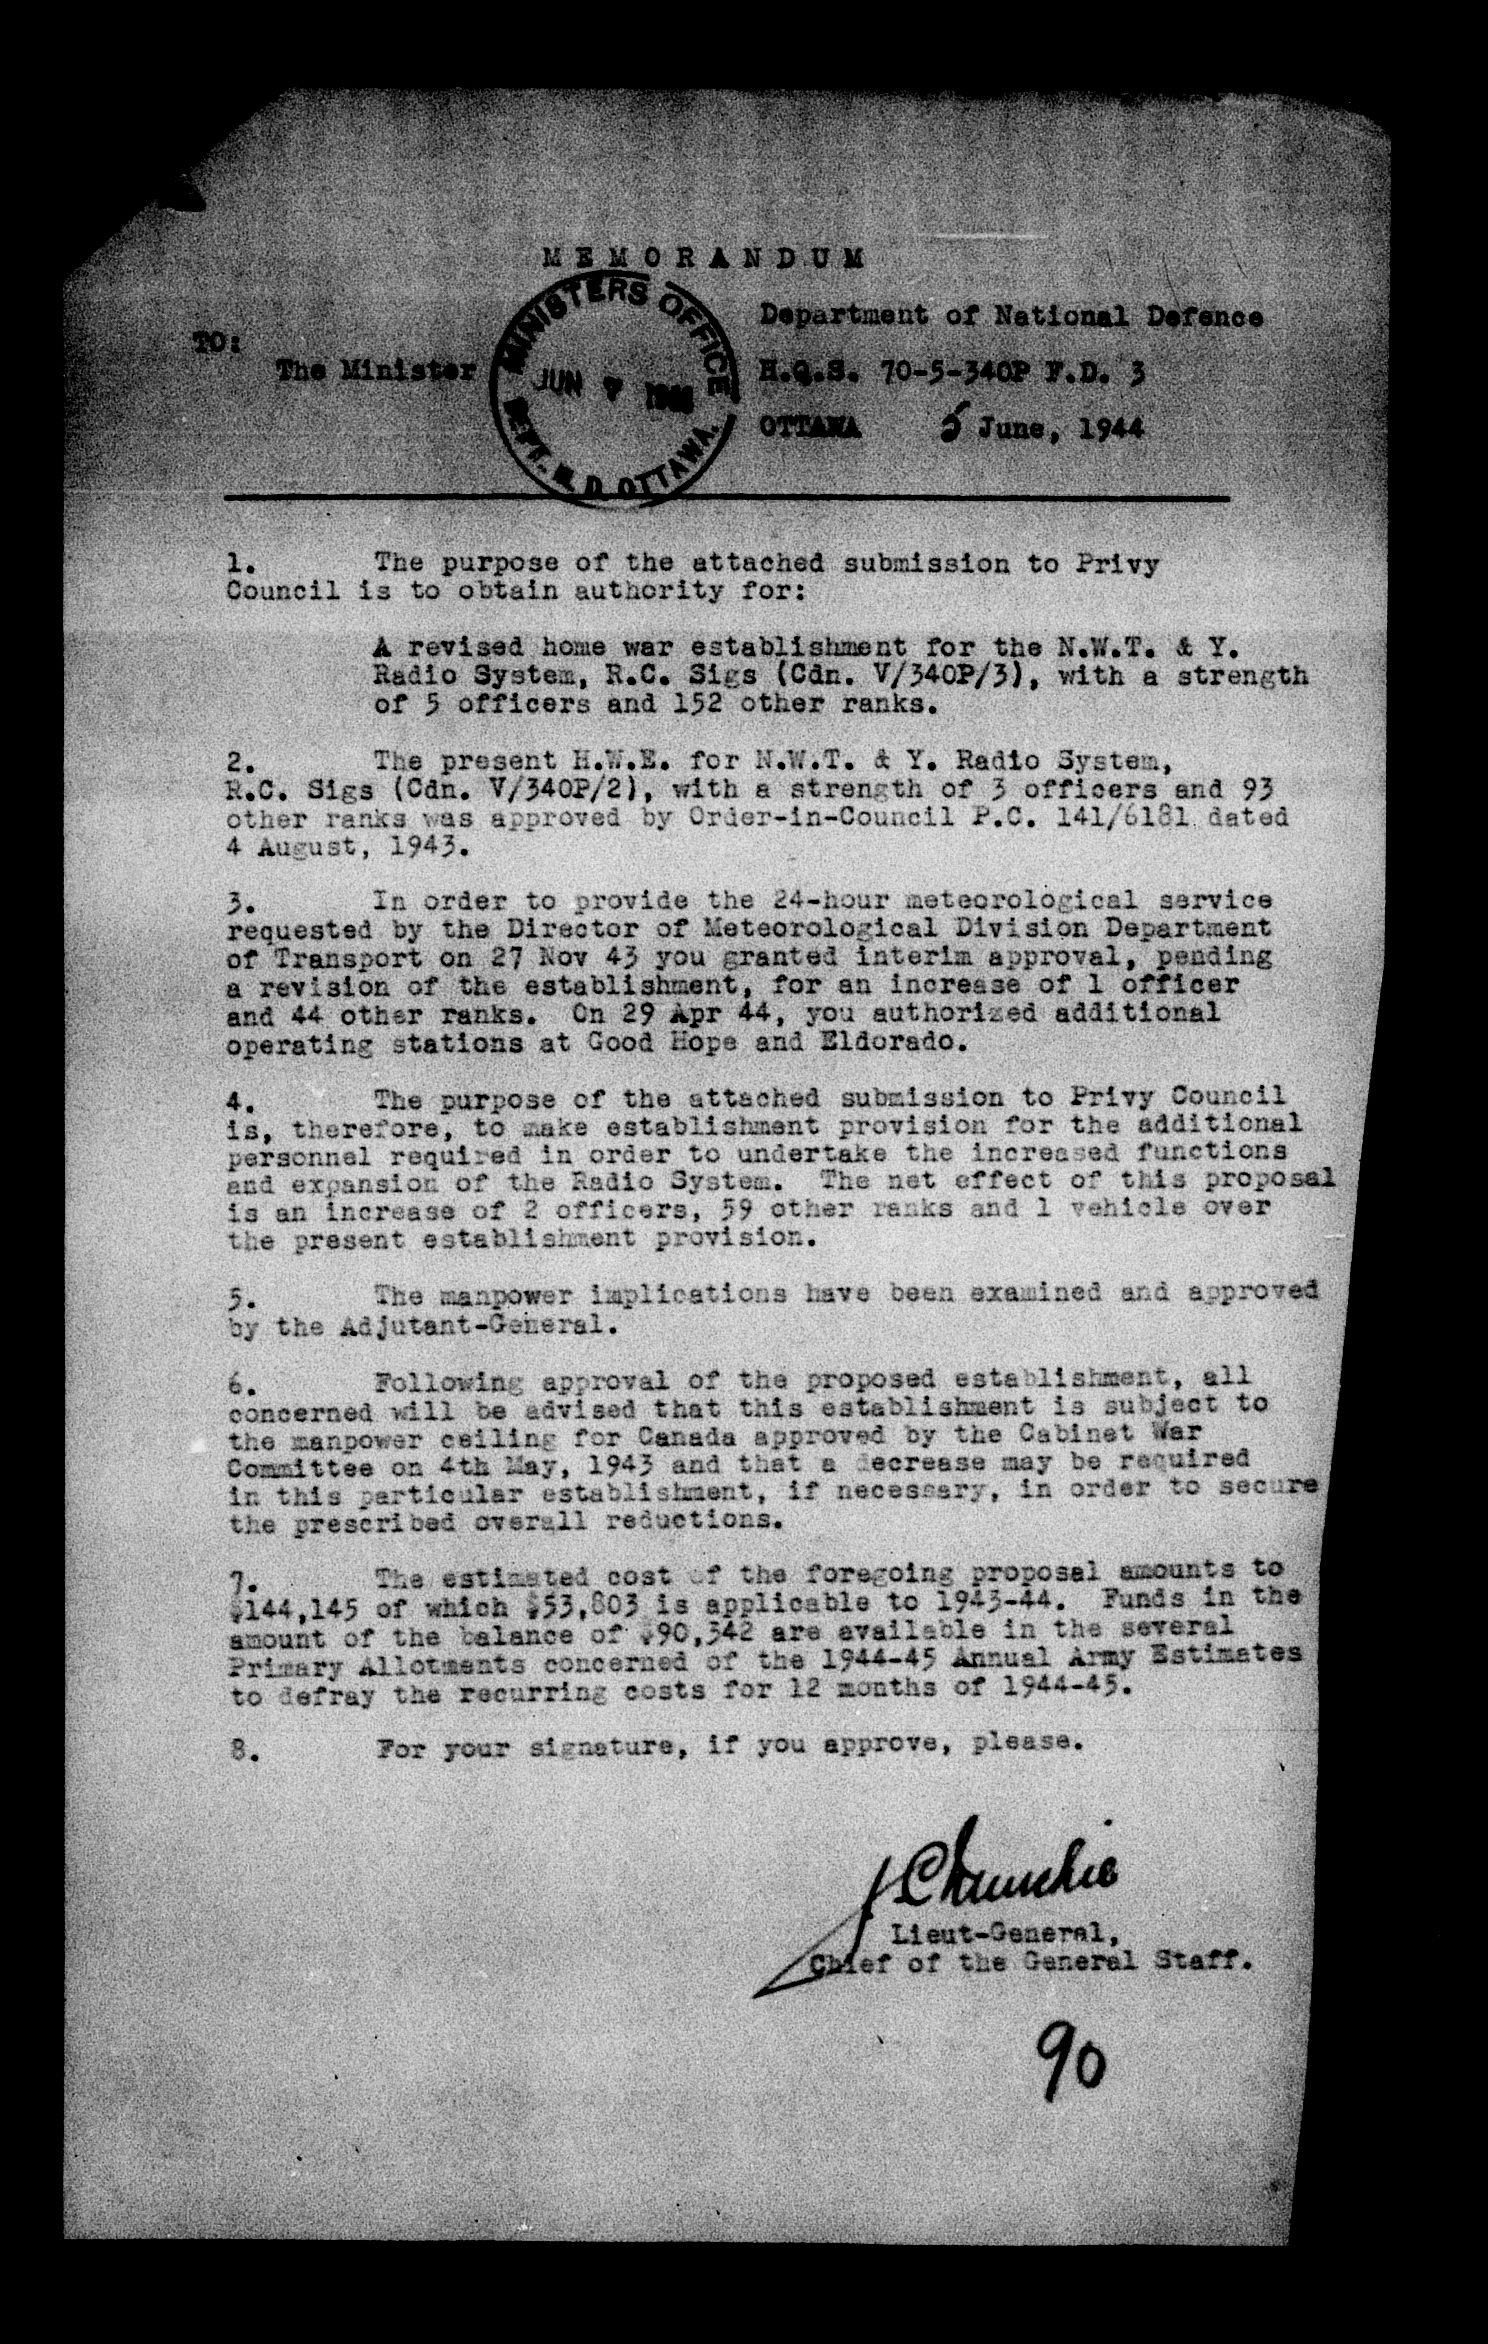 MEMORANDUM
MINISTERS OFFICE
JUN 7
DEPT. N. D. OTTAWA.
TO:
The Minister
Department of National Defence
H.Q.S. 70-5-340P F.D. 3
OTTAWA 5 June, 1944
1. The purpose of the attached submission to Privy
Council is to obtain authority for:
A revised home war establishment for the N.W.T. & Y.
Radio System, R.C. Sigs (Cdn. V/340P/3), with a strength
of 5 officers and 152 other ranks.
2. The present H.W.E. for N.W.T. & Y. Radio System,
R.C. Sigs (Cdn. V/340P/2), with a strength of 3 officers and 93
other ranks was approved by Order-in-Council P.C. 141/6181 dated
4 August, 1943.
3. In order to provide the 24-hour meteorological service
requested by the Director of Meteorological Division Department
of Transport on 27 Nov 43 you granted interim approval, pending
a revision of the establishment, for an increase of 1 officer
and 44 other ranks. On 29 Apr 44, you authorized additional
operating stations at Good Hope and Eldorado.
4. The purpose of the attached submission to Privy Council
is, therefore, to make establishment provision for the additional
personnel required in order to undertake the increased functions
and expansion of the Radio System. The net effect of this proposal
is an increase of 2 officers, 59 other ranks and 1 vehicle over
the present establishment provision.
5. The manpower implications have been examined and approved
by the Adjutant-General.
6. Following approval of the proposed establishment, all
concerned will be advised that this establishment is subject to
the manpower ceiling for Canada approved by the Cabinet War
Committee on 4th May, 1943 and that a decrease may be required
in this particular establishment, if necessary, in order to secure
the prescribed overall reductions.
7. The estimated cost of the foregoing proposal amounts to
$144,145 of which $53,803 is applicable to 1943-44. Funds in the
amount of the balance of $90,342 are available in the several
Primary Allotments concerned of the 1944-45 Annual Army Estimates
to defray the recurring costs for 12 months of 1944-45.
8. For your signature, if you approve, please.
Lieut-General,
Chief of the General Staff.
90